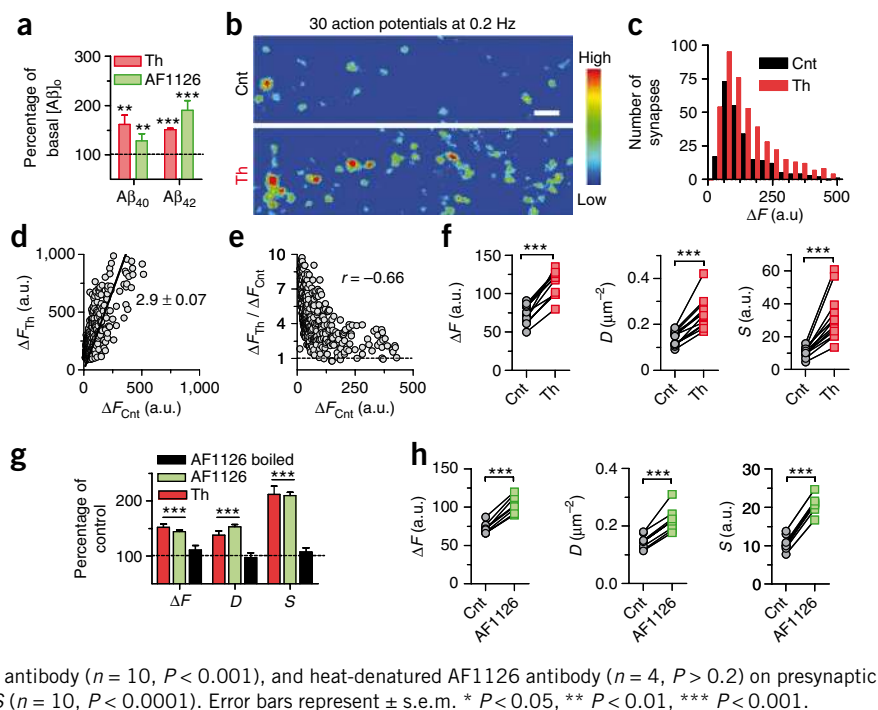 a
Percentage of
basal [Aβ]o
300
200
150
100
Th
AF1126
**
**
***
***
Aβ40
Aβ42
b
30 action potentials at 0.2 Hz
Cnt
Th
High
Low
c
Number of
synapses
100
75
50
25
0
Cnt
Th
0
250
500
ΔF (a.u)
d
ΔFTh (a.u.)
1,000
500
0
2.9 ± 0.07
0
500
1,000
ΔFCnt (a.u.)
e
ΔFTh / ΔFCnt
10
7
4
1
r = −0.66
0
250
500
ΔFCnt (a.u.)
f
ΔF (a.u.)
150
125
100
75
50
25
0
***
Cnt
Th
D (μm−2)
0.4
0.2
0
***
Cnt
Th
S (a.u.)
60
40
20
0
***
Cnt
Th
g
Percentage of
control
200
100
AF1126 boiled
AF1126
Th
***
***
***
ΔF
D
S
h
ΔF (a.u.)
150
100
50
0
***
Cnt
AF1126
D (μm−2)
0.4
0.2
0.0
***
Cnt
AF1126
S (a.u.)
30
20
10
0
***
Cnt
AF1126
antibody (n = 10, P < 0.001), and heat-denatured AF1126 antibody (n = 4, P > 0.2) on presynaptic
S (n = 10, P < 0.0001). Error bars represent ± s.e.m. * P < 0.05, ** P < 0.01, *** P < 0.001.